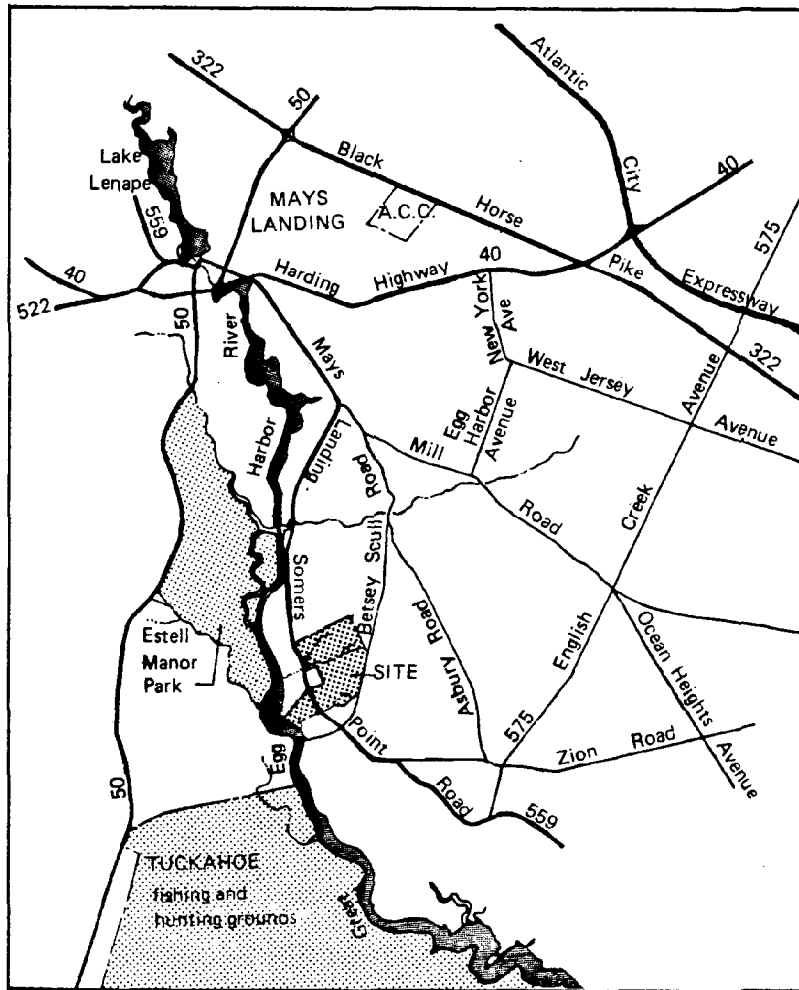 322
50
Atlantic
City
Expressway
Black
Horse
Pike
40
575
Lake
Lenape
MAYS
LANDING
A.C.C.
559
40
522
50
Harding
Highway
40
322
River
Mays
Landing
New York
Ave
West Jersey
Avenue
Egg
Harbor
Avenue
Avenue
Harbor
Mill
Road
Road
Creek
Somers
Betsey Scull
Asbury Road
English
Ocean Heights
Avenue
Estell
Manor
Park
SITE
Point
Road
575
Zion Road
559
Egg
50
TUCKAHOE
fishing and
hunting grounds
Great